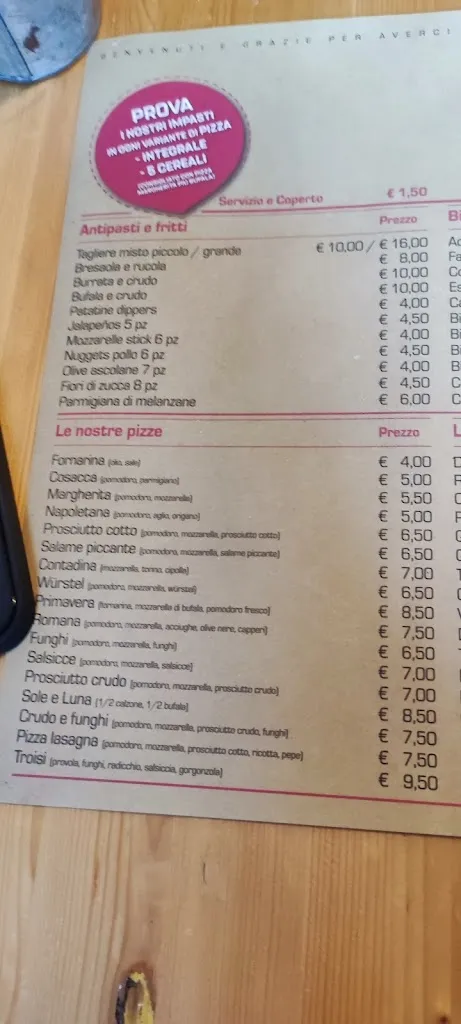 BENVENUTI E GRAZIE PER AVERCI
PROVA
I NOSTRI IMPASTI
IN OGNI VARIANTE DI PIZZA
- INTEGRALE
- 5 CEREALI
Servizio e Coperto € 1,50
Antipasti e fritti Prezzo Bi
Tagliere misto piccolo / grande € 10,00 / € 16,00
Bresaola e rucola € 8,00
Burrata e crudo € 10,00
Bufala e crudo € 10,00
Patatine dippers € 4,00
Jalapeños 5 pz € 4,50
Mozzarelle stick 6 pz € 4,00
Nuggets pollo 6 pz € 4,50
Olive ascolane 7 pz € 4,00
Fiori di zucca 8 pz € 4,50
Parmigiana di melanzane € 6,00
Le nostre pizze Prezzo L
Fornarina (olio, sale) € 4,00
Cosacca (pomodoro, parmigiano) € 5,00
Margherita (pomodoro, mozzarella) € 5,50
Napoletana (pomodoro, aglio, origano) € 5,00
Prosciutto cotto (pomodoro, mozzarella, prosciutto cotto) € 6,50
Salame piccante (pomodoro, mozzarella, salame piccante) € 6,50
Contadina (mozzarella, tonno, cipolla) € 7,00
Würstel (pomodoro, mozzarella, würstel) € 6,50
Primavera (fornarina, mozzarella di bufala, pomodoro fresco) € 8,50
Romana (pomodoro, mozzarella, acciughe, olive nere, capperi) € 7,50
Funghi (pomodoro, mozzarella, funghi) € 6,50
Salsicce (pomodoro, mozzarella, salsicce) € 7,00
Prosciutto crudo (pomodoro, mozzarella, prosciutto crudo) € 7,00
Sole e Luna (1/2 calzone, 1/2 bufala) € 8,50
Crudo e funghi (pomodoro, mozzarella, prosciutto crudo, funghi) € 7,50
Pizza lasagna (pomodoro, mozzarella, prosciutto cotto, ricotta, pepe) € 7,50
Troisi (provola, funghi, radicchio, salsiccia, gorgonzola) € 9,50